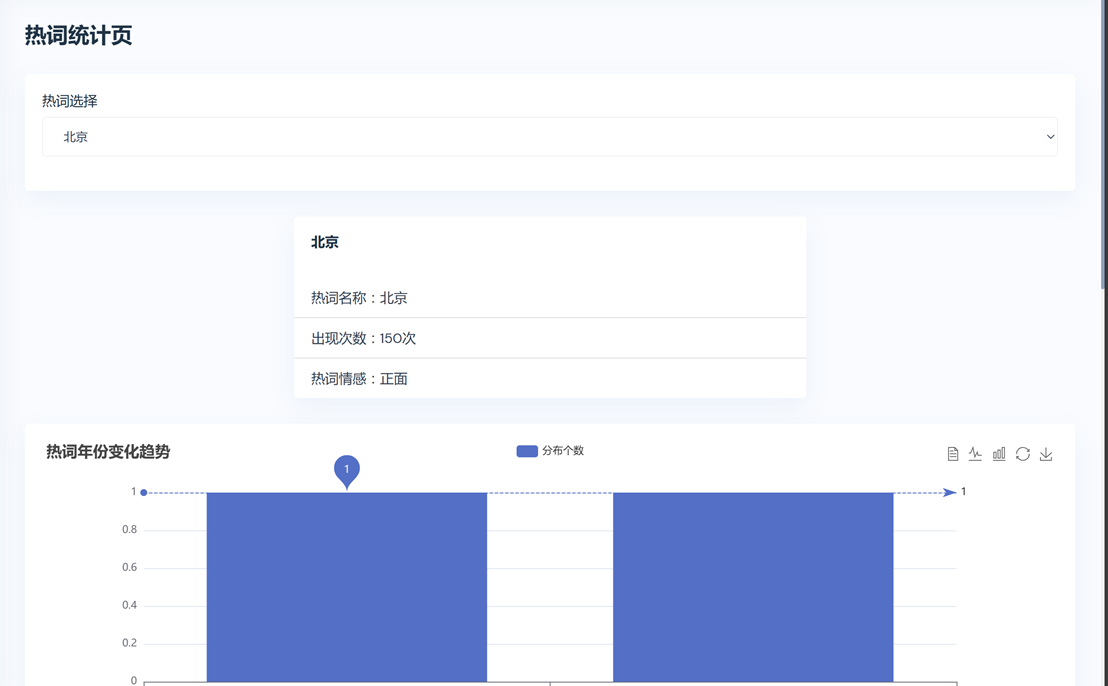 热词统计页
热词选择
北京
北京
热词名称：北京
出现次数：150次
热词情感：正面
热词年份变化趋势
分布个数
1
1
1
0.8
0.6
0.4
0.2
0